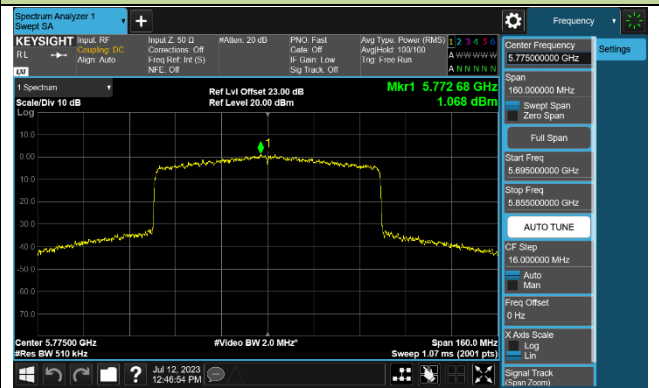 Spectrum Analyzer 1
Swept SA
Frequency
KEYSIGHT
RL
LXI
Input: RF
Coupling: DC
Align: Auto
Input Z: 50 Ω
Corrections: Off
Freq Ref: Int (S)
NFE: Off
#Atten: 20 dB
PNO: Fast
Gate: Off
IF Gain: Low
Sig Track: Off
Avg Type: Power (RMS)
Avg|Hold: 100/100
Trig: Free Run
1 2 3 4 5 6
A W W W W W
A N N N N N
1 Spectrum
Scale/Div 10 dB
Log
Ref Lvl Offset 23.00 dB
Ref Level 20.00 dBm
Mkr1 5.772 68 GHz
1.068 dBm
1
10.0
0.00
-10.0
-20.0
-30.0
-40.0
-50.0
-60.0
-70.0
Center 5.77500 GHz
#Res BW 510 kHz
#Video BW 2.0 MHz*
Span 160.0 MHz
Sweep 1.07 ms (2001 pts)
Center Frequency
5.775000000 GHz
Settings
Span
160.000000 MHz
Swept Span
Zero Span
Full Span
Start Freq
5.695000000 GHz
Stop Freq
5.855000000 GHz
AUTO TUNE
CF Step
16.000000 MHz
Auto
Man
Freq Offset
0 Hz
X Axis Scale
Log
Lin
Signal Track
(Span Zoom)
?
Jul 12, 2023
12:46:54 PM